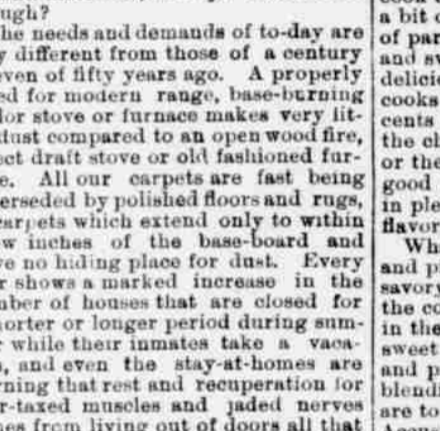 ugh?
he needs and demands of to-day are
y different from those of a century
even of fifty years ago. A properly
ed for modern range, base-burning
lor stove or furnace makes very lit-
dust compared to an open wood fire,
ect draft stove or old fashioned fur-
e. All our carpets are fast being
erseded by polished floors and rugs,
carpets which extend only to within
ew inches of the base-board and
ve no hiding place for dust. Every
r shows a marked increase in the
mber of houses that are closed for
horter or longer period during sum-
r while their inmates take a vaca-
, and even the stay-at-homes are
rning that rest and recuperation for
r-taxed muscles and jaded nerves
es from living out of doors all that
a bit
of par
and sw
delici
cooks
cents
the cl
or the
good
in ple
flavor
Wh
and p
savory
the co
in the
sweet
and p
blend
are to